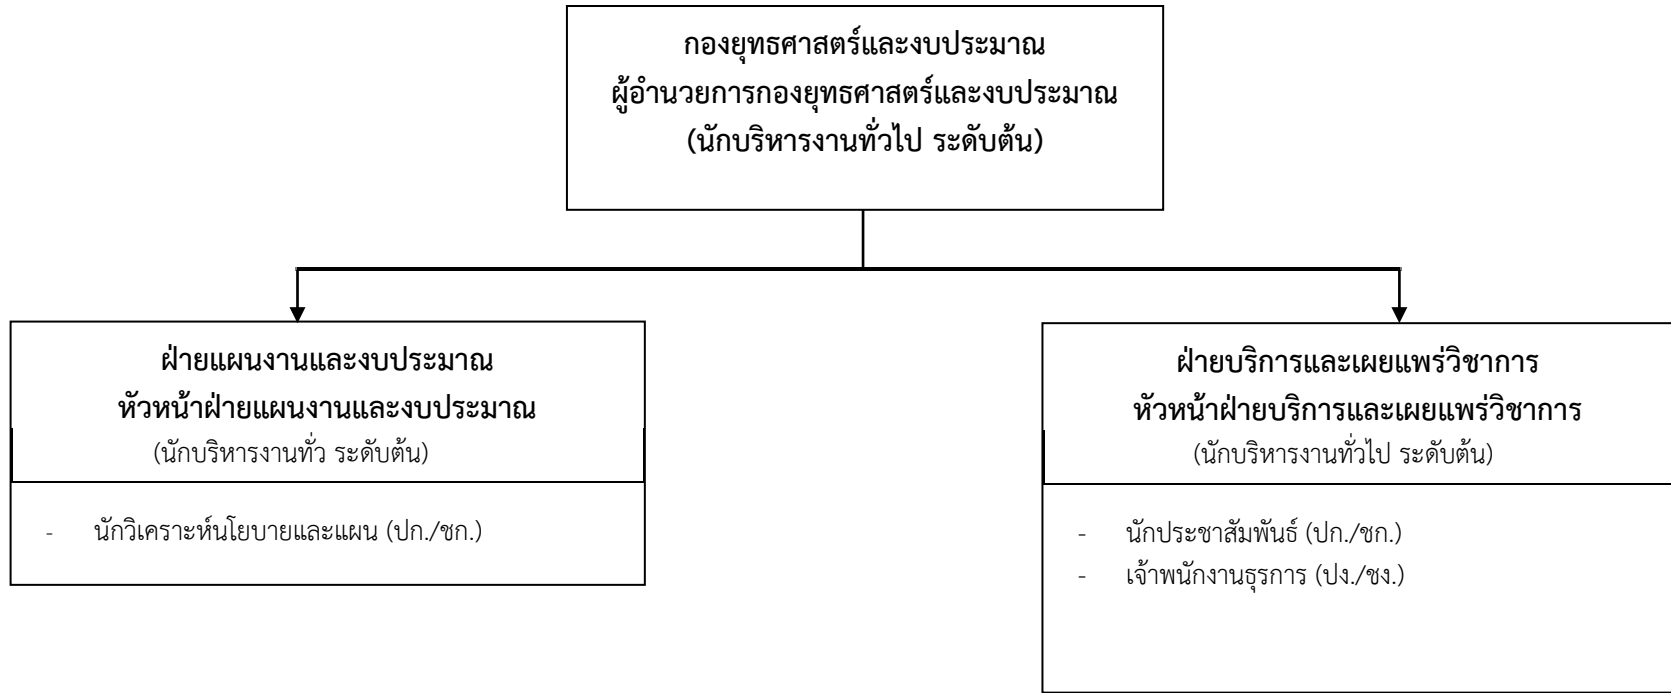 กองยุทธศาสตร์และงบประมาณ
ผู้อำนวยการกองยุทธศาสตร์และงบประมาณ
(นักบริหารงานทั่วไป ระดับต้น)
ฝ่ายแผนงานและงบประมาณ
หัวหน้าฝ่ายแผนงานและงบประมาณ
(นักบริหารงานทั่ว ระดับต้น)
- นักวิเคราะห์นโยบายและแผน (ปก./ชก.)
ฝ่ายบริการและเผยแพร่วิชาการ
หัวหน้าฝ่ายบริการและเผยแพร่วิชาการ
(นักบริหารงานทั่วไป ระดับต้น)
- นักประชาสัมพันธ์ (ปก./ชก.)
- เจ้าพนักงานธุรการ (ปง./ชง.)